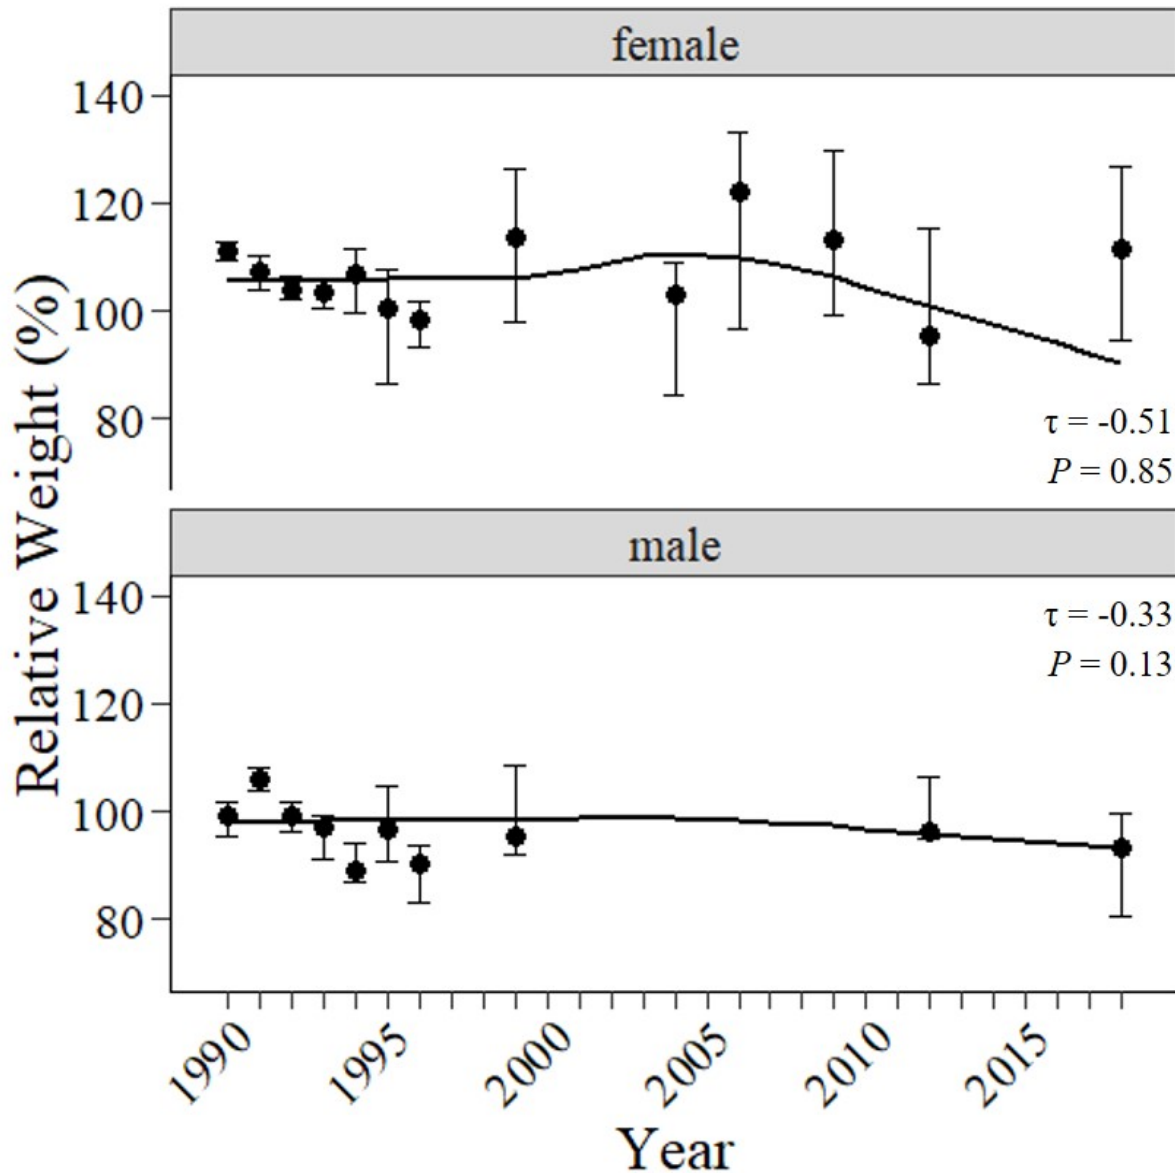 female
140
120
100
80
τ = -0.51
P = 0.85
Relative Weight (%)
male
140
120
100
80
τ = -0.33
P = 0.13
1990
1995
2000
2005
2010
2015
Year